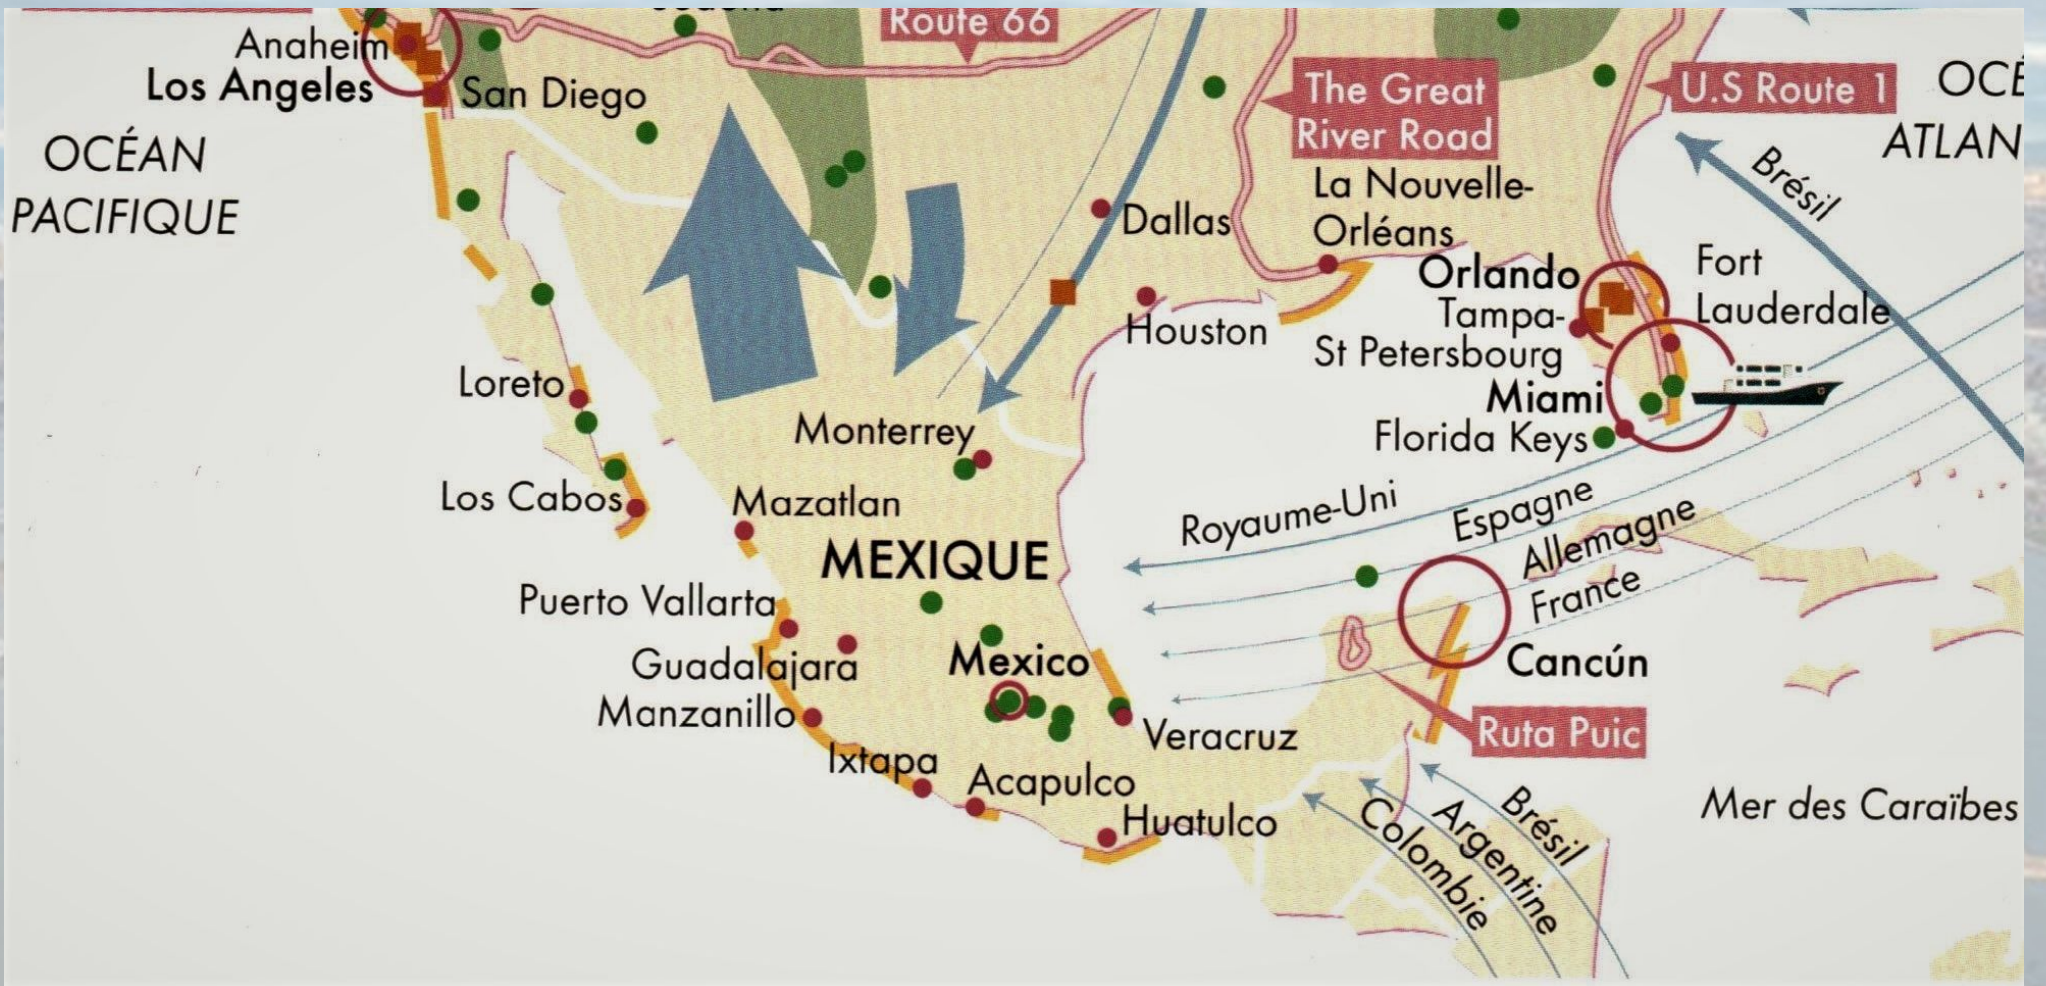 Route 66
Anaheim
Los Angeles
San Diego
OCÉAN
PACIFIQUE
The Great
River Road
U.S Route 1
OCÉ
ATLAN
Brésil
La Nouvelle-
Orléans
Dallas
Houston
Orlando
Tampa-
St Petersbourg
Fort
Lauderdale
Miami
Florida Keys
Loreto
Los Cabos
Monterrey
Mazatlan
MEXIQUE
Royaume-Uni
Espagne
Allemagne
France
Puerto Vallarta
Guadalajara
Manzanillo
Mexico
Cancún
Ruta Puic
Veracruz
Ixtapa
Acapulco
Huatulco
Mer des Caraïbes
Brésil
Argentine
Colombie